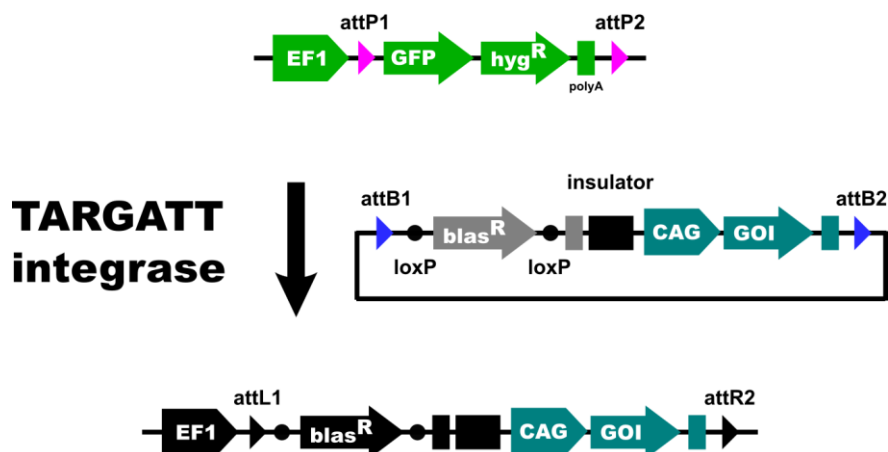 attP1 attP2
EF1 GFP hygR
polyA
insulator
attB1 attB2
TARGATT
integrase
blasR CAG GOI
loxP loxP
attL1 attR2
EF1 blasR CAG GOI